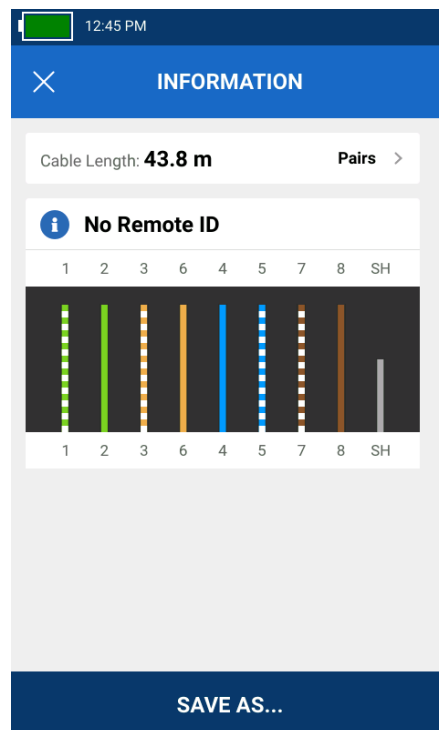 12:45 PM
INFORMATION
Cable Length: 43.8 m Pairs >
i No Remote ID
1 2 3 6 4 5 7 8 SH
1 2 3 6 4 5 7 8 SH
SAVE AS...